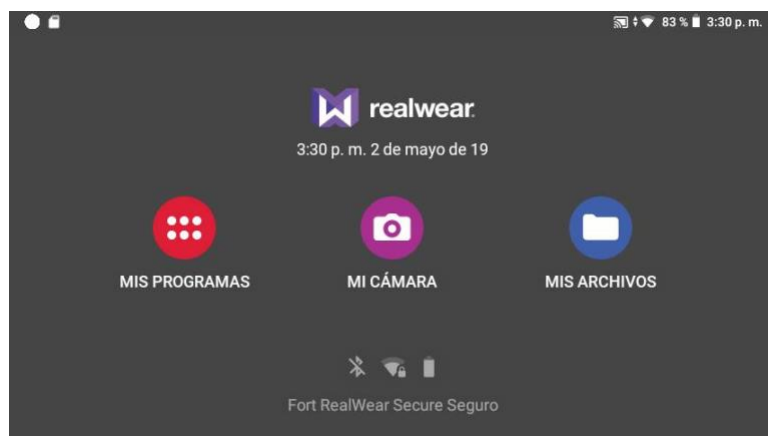 83 % 3:30 p. m.
realwear
3:30 p. m. 2 de mayo de 19
MIS PROGRAMAS MI CÁMARA MIS ARCHIVOS
Fort RealWear Secure Seguro